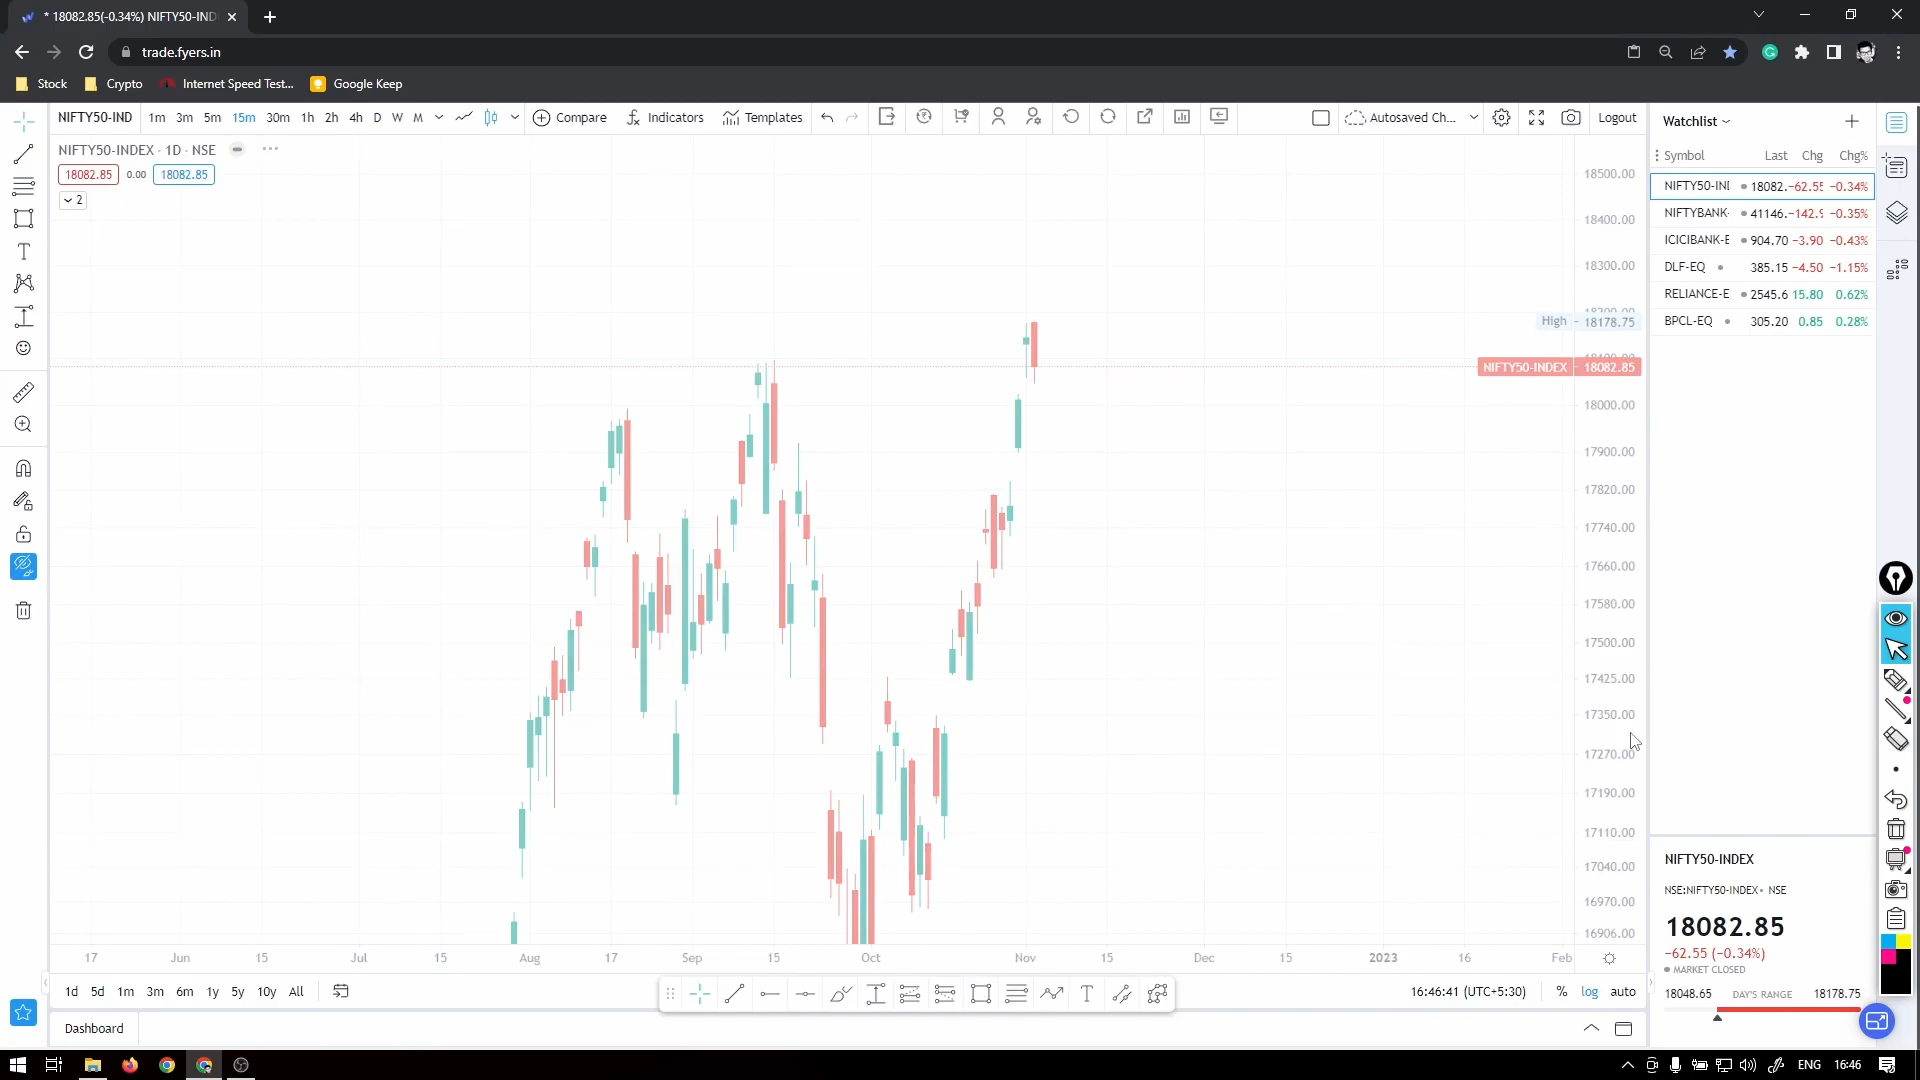 * 18082.85(-0.34%) NIFTY50-IND
trade.fyers.in
Stock Crypto Internet Speed Test... Google Keep
NIFTY50-IND 1m 3m 5m 15m 30m 1h 2h 4h D W M Compare Indicators Templates Autosaved Ch... Logout
NIFTY50-INDEX · 1D · NSE
18082.85 0.00 18082.85
2
18500.00
18400.00
18300.00
High 18178.75
NIFTY50-INDEX 18082.85
18000.00
17900.00
17820.00
17740.00
17660.00
17580.00
17500.00
17425.00
17350.00
17270.00
17190.00
17110.00
17040.00
16970.00
16906.00
17 Jun 15 Jul 15 Aug 17 Sep 15 Oct Nov 15 Dec 15 2023 16 Feb
1d 5d 1m 3m 6m 1y 5y 10y All
16:46:41 (UTC+5:30) % log auto
Dashboard
Watchlist
Symbol Last Chg Chg%
NIFTY50-INI 18082. -62.55 -0.34%
NIFTYBANK- 41146. -142.9 -0.35%
ICICIBANK-E 904.70 -3.90 -0.43%
DLF-EQ 385.15 -4.50 -1.15%
RELIANCE-E 2545.6 15.80 0.62%
BPCL-EQ 305.20 0.85 0.28%
NIFTY50-INDEX
NSE:NIFTY50-INDEX• NSE
18082.85
-62.55 (-0.34%)
MARKET CLOSED
18048.65 DAY'S RANGE 18178.75
ENG 16:46